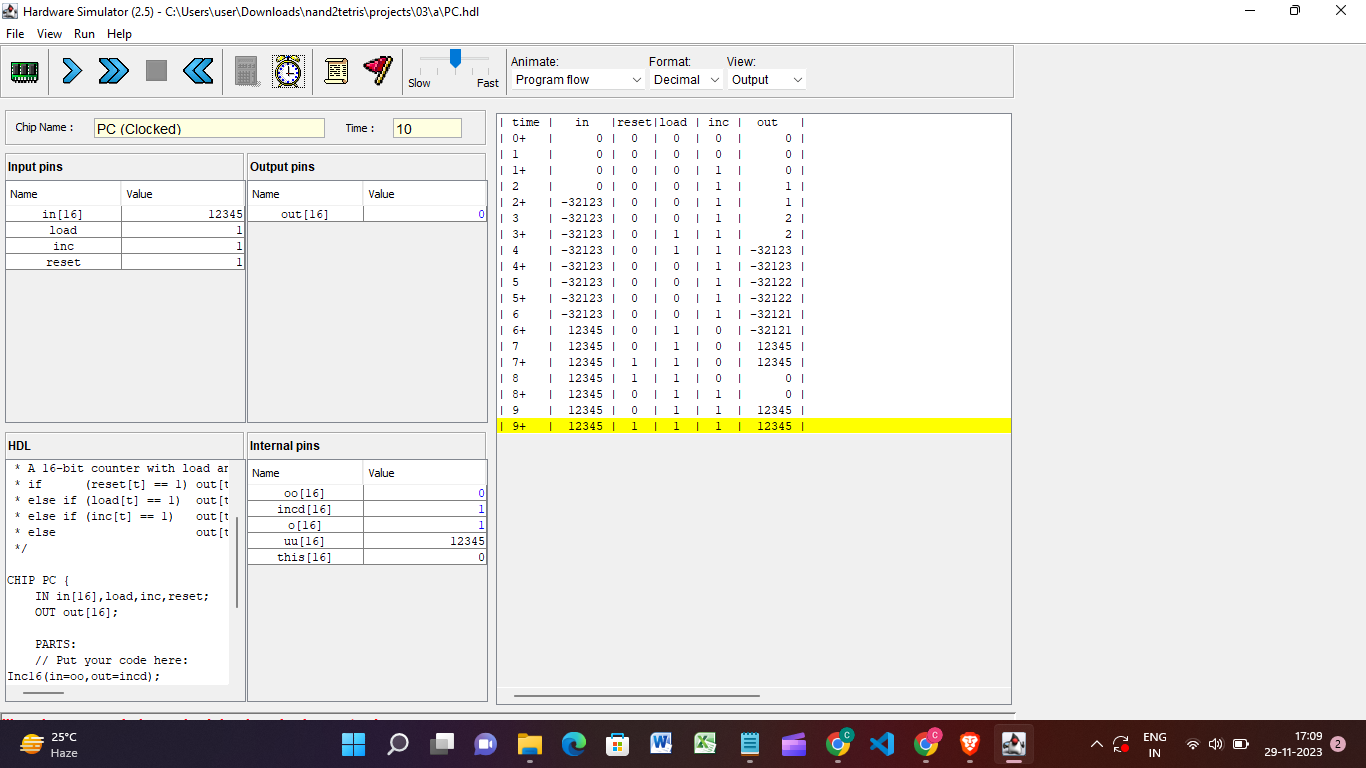 Hardware Simulator (2.5) - C:\Users\user\Downloads\nand2tetris\projects\03\a\PC.hdl
File View Run Help
Slow Fast
Animate: Format: View:
Program flow Decimal Output
Chip Name : PC (Clocked) Time : 10
Input pins
Name Value
in[16] 12345
load 1
inc 1
reset 1
Output pins
Name Value
out[16] 0
HDL
* A 16-bit counter with load an
* if (reset[t] == 1) out[t
* else if (load[t] == 1) out[t
* else if (inc[t] == 1) out[t
* else out[t
*/
CHIP PC {
IN in[16],load,inc,reset;
OUT out[16];
PARTS:
// Put your code here:
Inc16(in=oo,out=incd);
Internal pins
Name Value
oo[16] 0
incd[16] 1
o[16] 1
uu[16] 12345
this[16] 0
| time | in |reset|load | inc | out |
| 0+ | 0 | 0 | 0 | 0 | 0 |
| 1 | 0 | 0 | 0 | 0 | 0 |
| 1+ | 0 | 0 | 0 | 1 | 0 |
| 2 | 0 | 0 | 0 | 1 | 1 |
| 2+ | -32123 | 0 | 0 | 1 | 1 |
| 3 | -32123 | 0 | 0 | 1 | 2 |
| 3+ | -32123 | 0 | 1 | 1 | 2 |
| 4 | -32123 | 0 | 1 | 1 | -32123 |
| 4+ | -32123 | 0 | 0 | 1 | -32123 |
| 5 | -32123 | 0 | 0 | 1 | -32122 |
| 5+ | -32123 | 0 | 0 | 1 | -32122 |
| 6 | -32123 | 0 | 0 | 1 | -32121 |
| 6+ | 12345 | 0 | 1 | 0 | -32121 |
| 7 | 12345 | 0 | 1 | 0 | 12345 |
| 7+ | 12345 | 1 | 1 | 0 | 12345 |
| 8 | 12345 | 1 | 1 | 0 | 0 |
| 8+ | 12345 | 0 | 1 | 1 | 0 |
| 9 | 12345 | 0 | 1 | 1 | 12345 |
| 9+ | 12345 | 1 | 1 | 1 | 12345 |
25°C
Haze
ENG
IN
17:09
29-11-2023
2